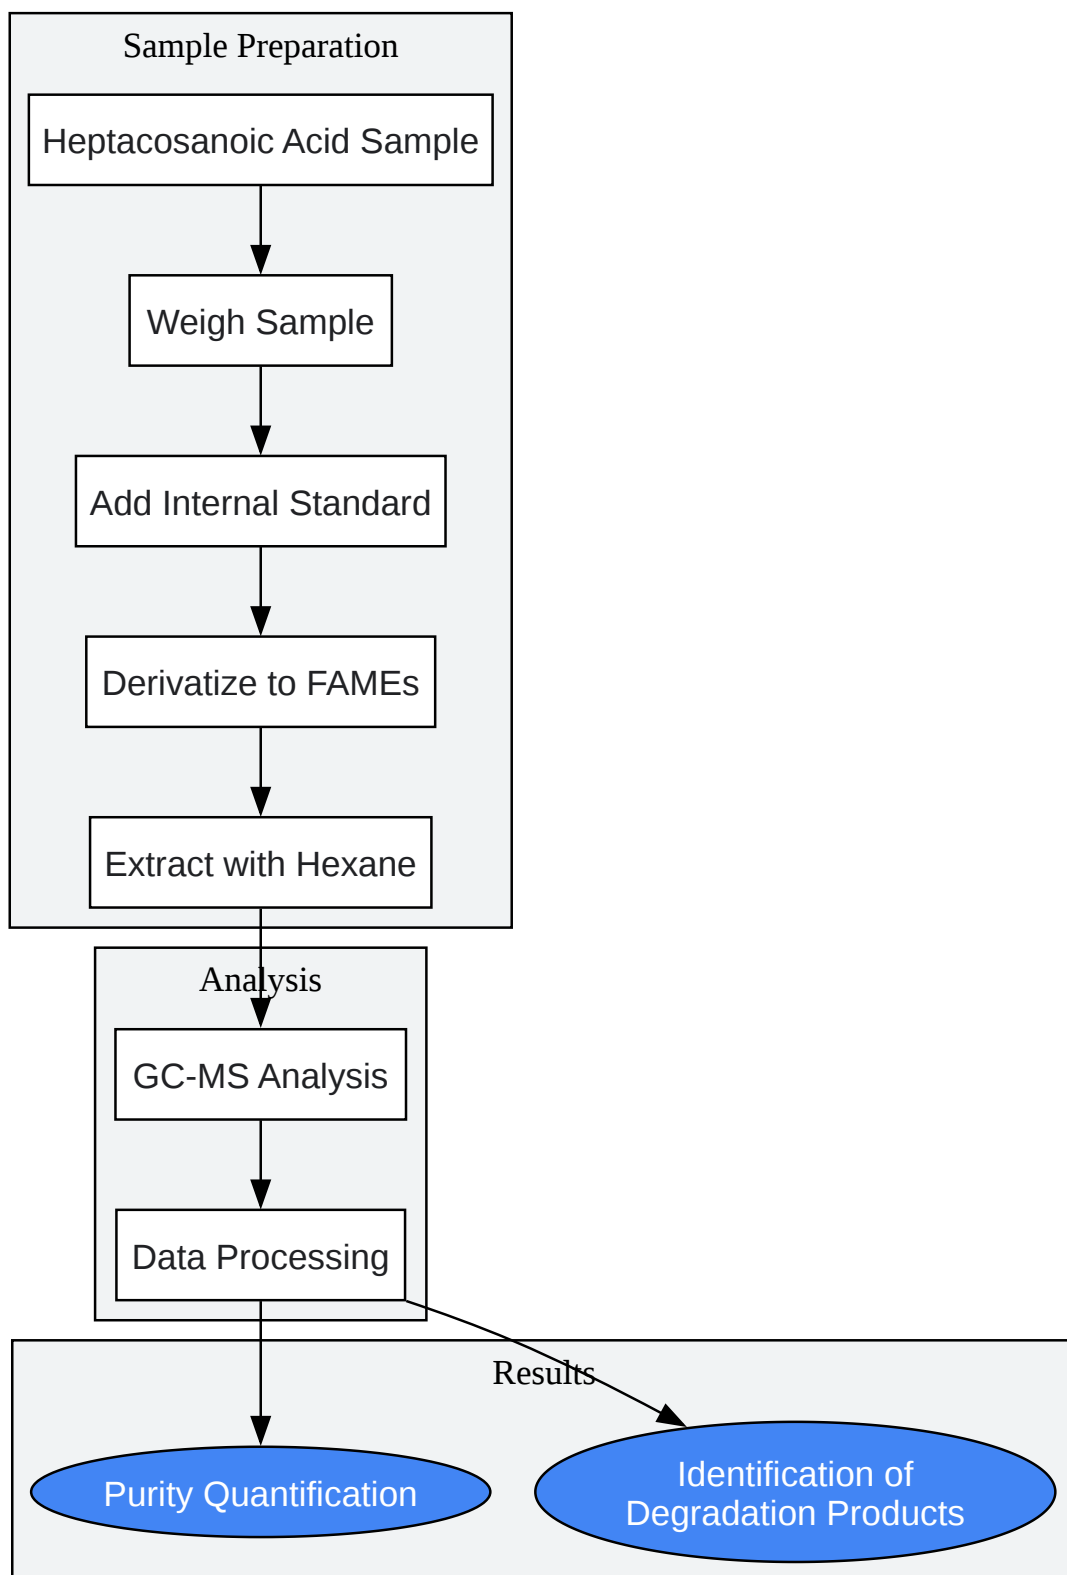 Sample Preparation
Heptacosanoic Acid Sample
Weigh Sample
Add Internal Standard
Derivatize to FAMEs
Extract with Hexane
Analysis
GC-MS Analysis
Data Processing
Results
Purity Quantification
Identification of
Degradation Products